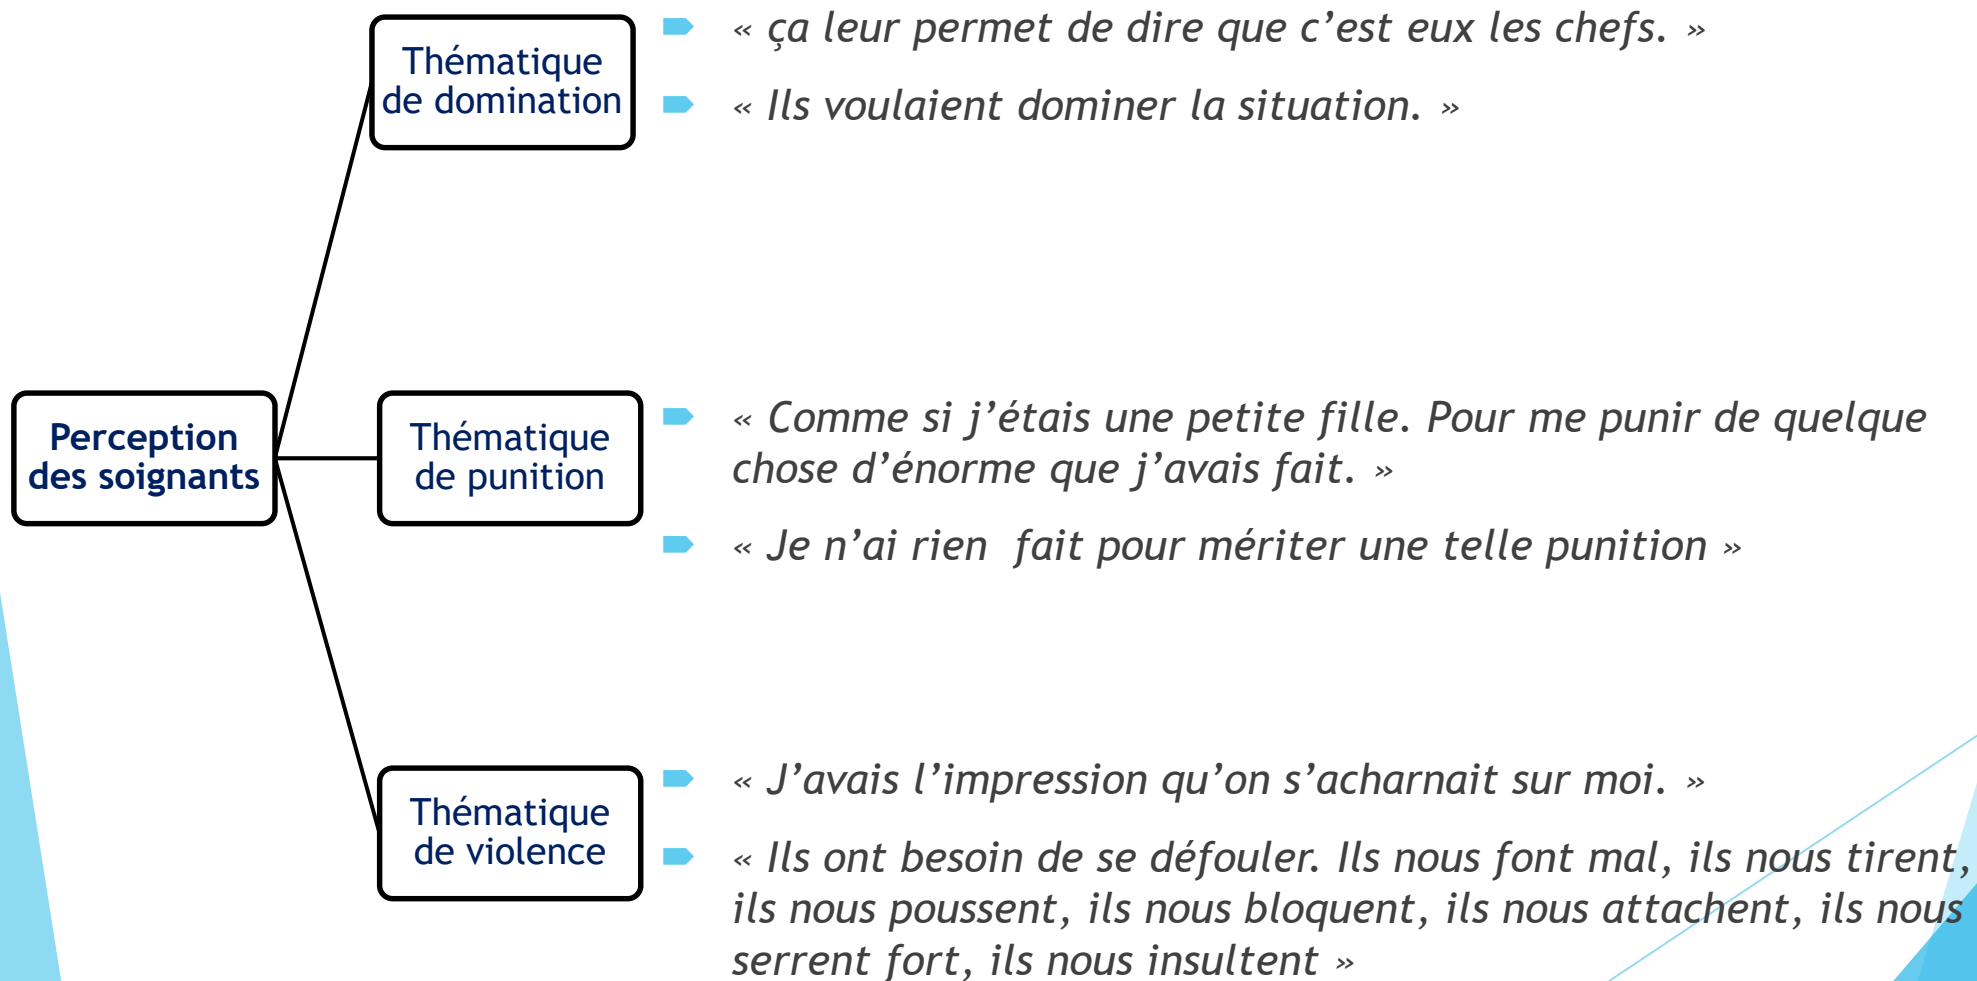 Thématique
de domination
« ça leur permet de dire que c’est eux les chefs. »
« Ils voulaient dominer la situation. »
Perception
des soignants
Thématique
de punition
« Comme si j’étais une petite fille. Pour me punir de quelque
chose d’énorme que j’avais fait. »
« Je n’ai rien  fait pour mériter une telle punition »
Thématique
de violence
« J’avais l’impression qu’on s’acharnait sur moi. »
« Ils ont besoin de se défouler. Ils nous font mal, ils nous tirent,
ils nous poussent, ils nous bloquent, ils nous attachent, ils nous
serrent fort, ils nous insultent »